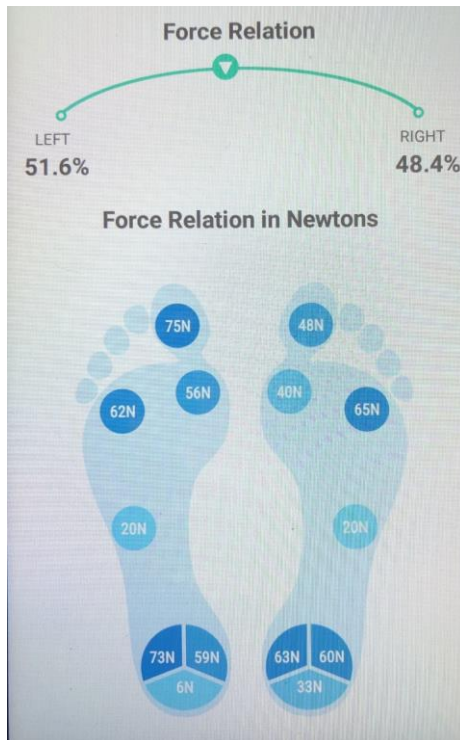 Force Relation
LEFT
51.6%
RIGHT
48.4%
Force Relation in Newtons
75N
48N
62N
56N
40N
65N
20N
20N
73N
59N
63N
60N
6N
33N